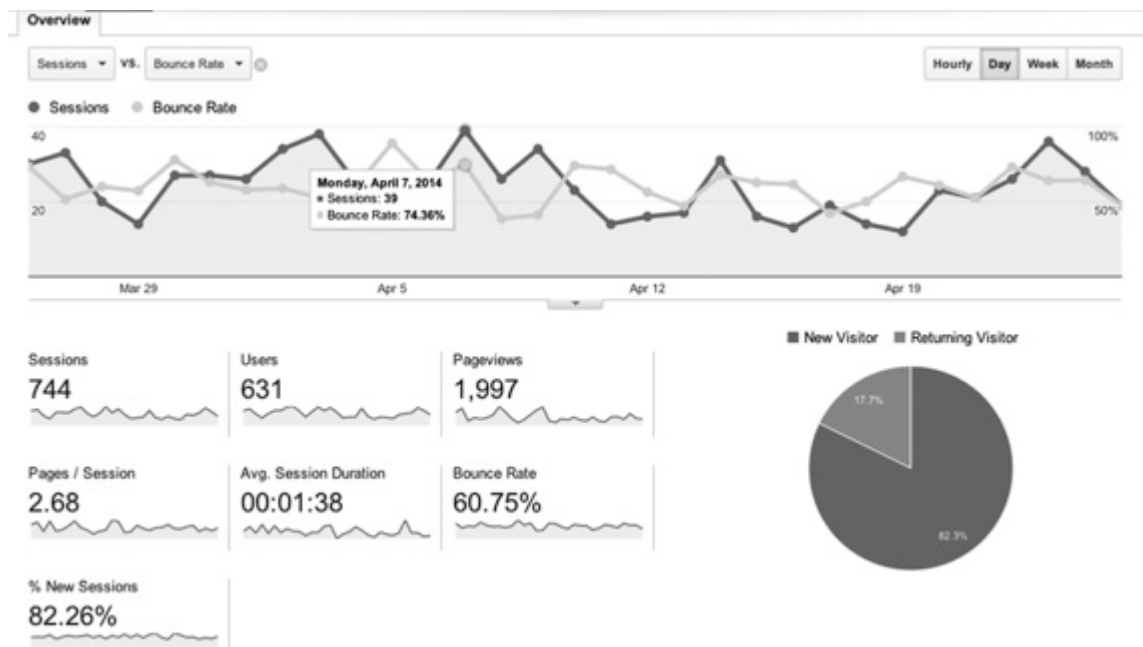 Overview
Sessions vs. Bounce Rate
Hourly Day Week Month
Sessions Bounce Rate
40 100%
Monday, April 7, 2014
Sessions: 39
Bounce Rate: 74.36%
20 50%
Mar 29 Apr 5 Apr 12 Apr 19
New Visitor Returning Visitor
Sessions Users Pageviews
744 631 1,997
17.7%
Pages / Session Avg. Session Duration Bounce Rate
2.68 00:01:38 60.75%
82.3%
% New Sessions
82.26%